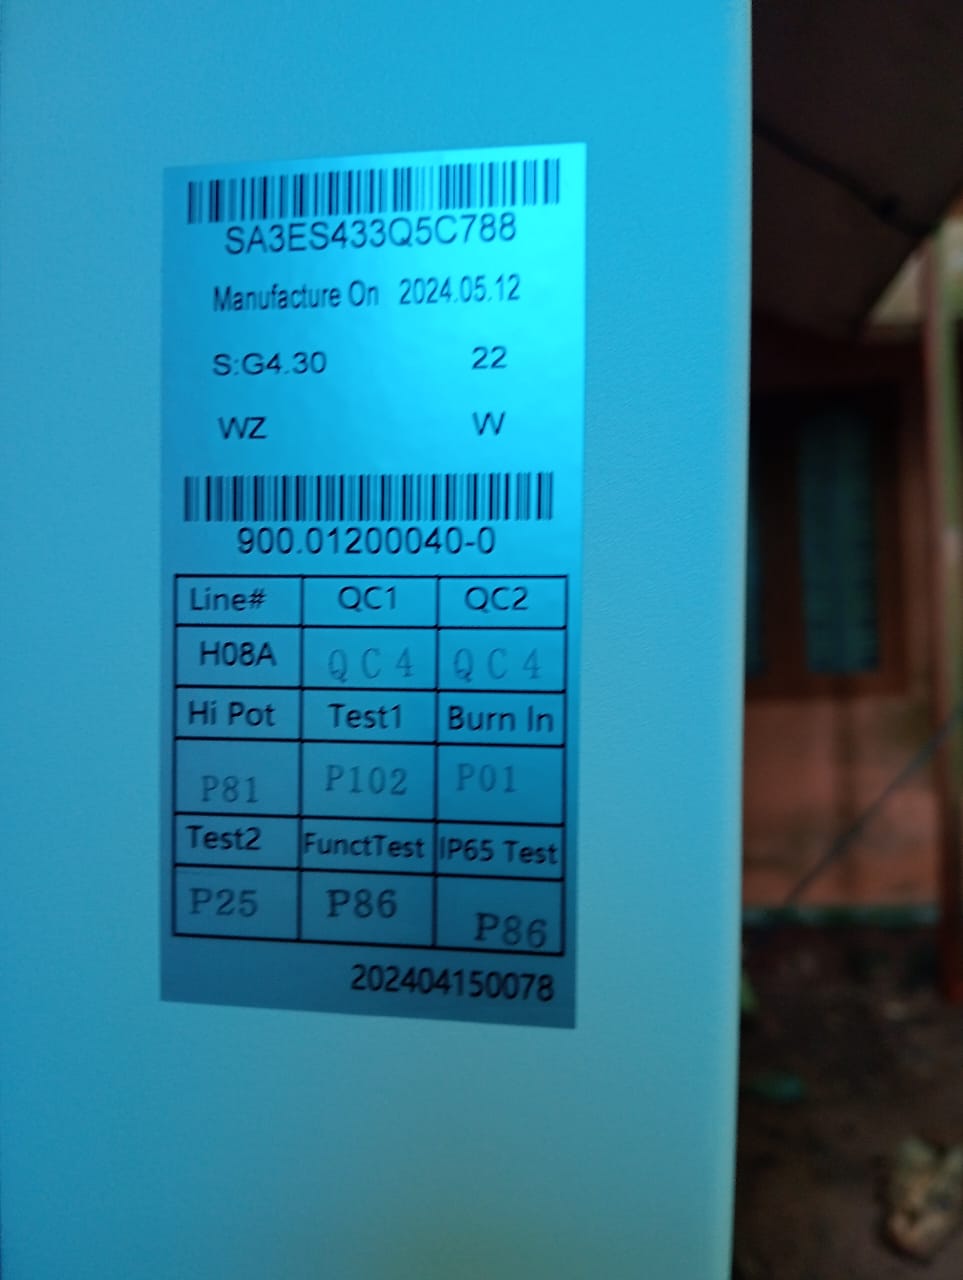 SA3ES433Q5C788
Manufacture On 2024.05.12
S:G4.30 22
WZ W
900.01200040-0
Line# QC1 QC2
H08A QC4 QC4
Hi Pot Test1 Burn In
P81 P102 P01
Test2 FunctTest IP65 Test
P25 P86 P86
202404150078